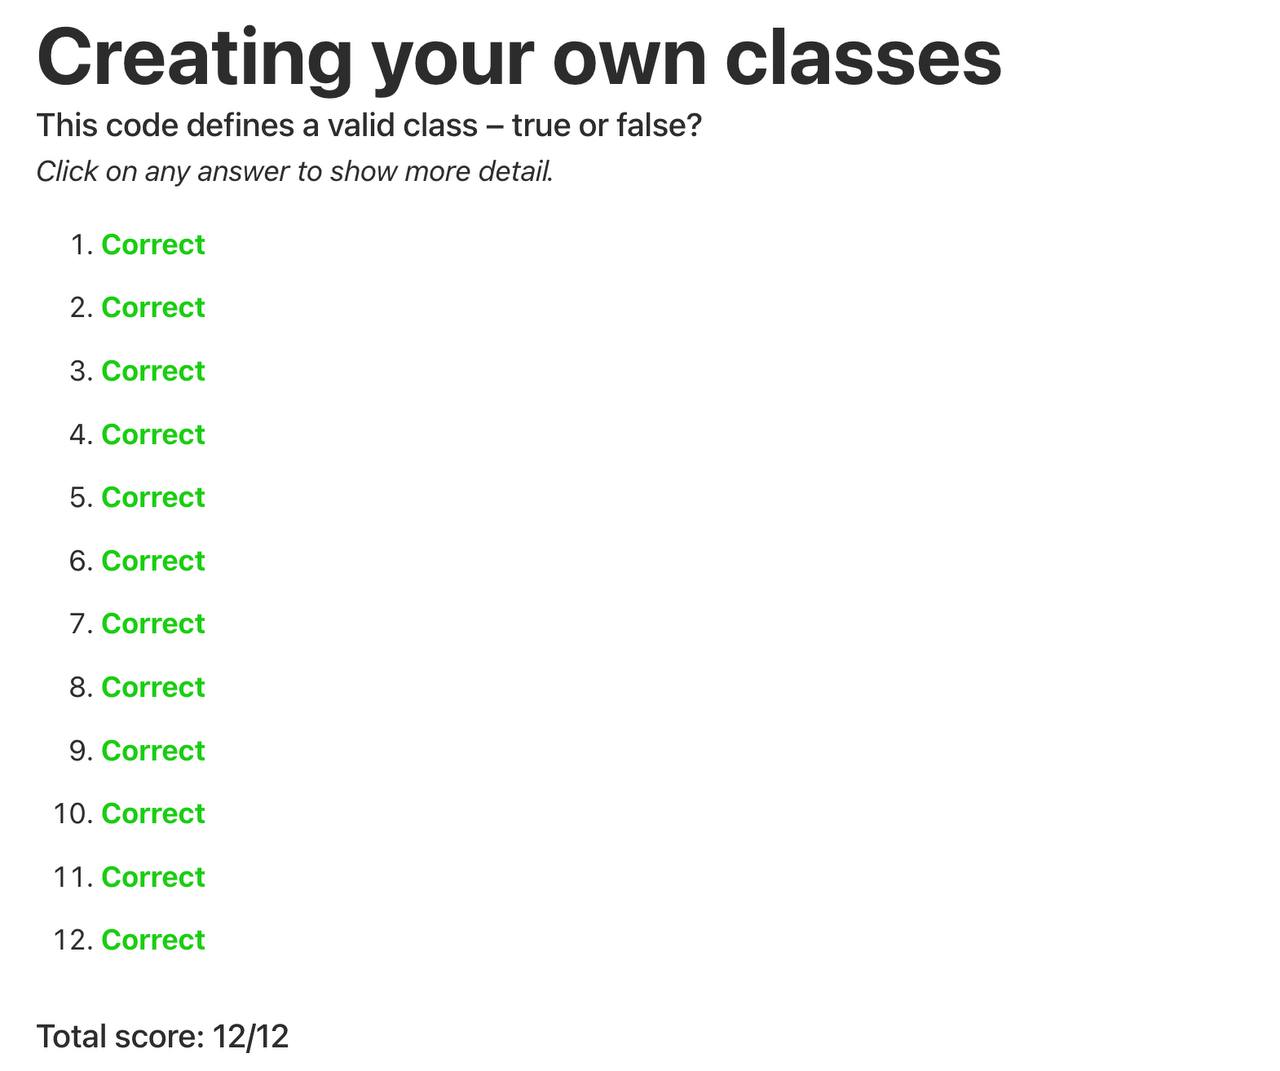 Creating your own classes
This code defines a valid class – true or false?
Click on any answer to show more detail.
1. Correct
2. Correct
3. Correct
4. Correct
5. Correct
6. Correct
7. Correct
8. Correct
9. Correct
10. Correct
11. Correct
12. Correct
Total score: 12/12